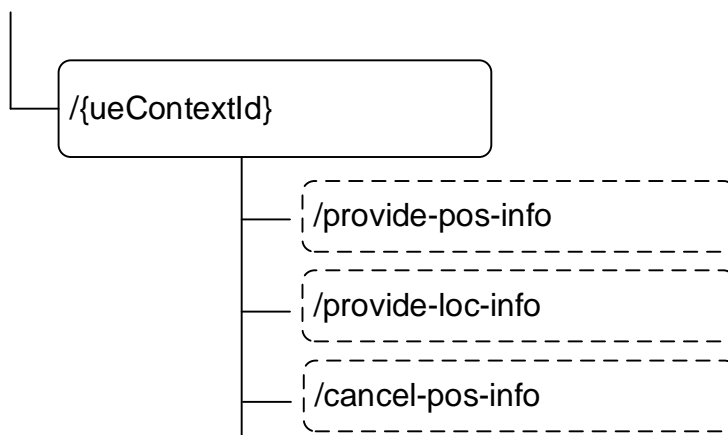 /{ueContextId}
/provide-pos-info
/provide-loc-info
/cancel-pos-info